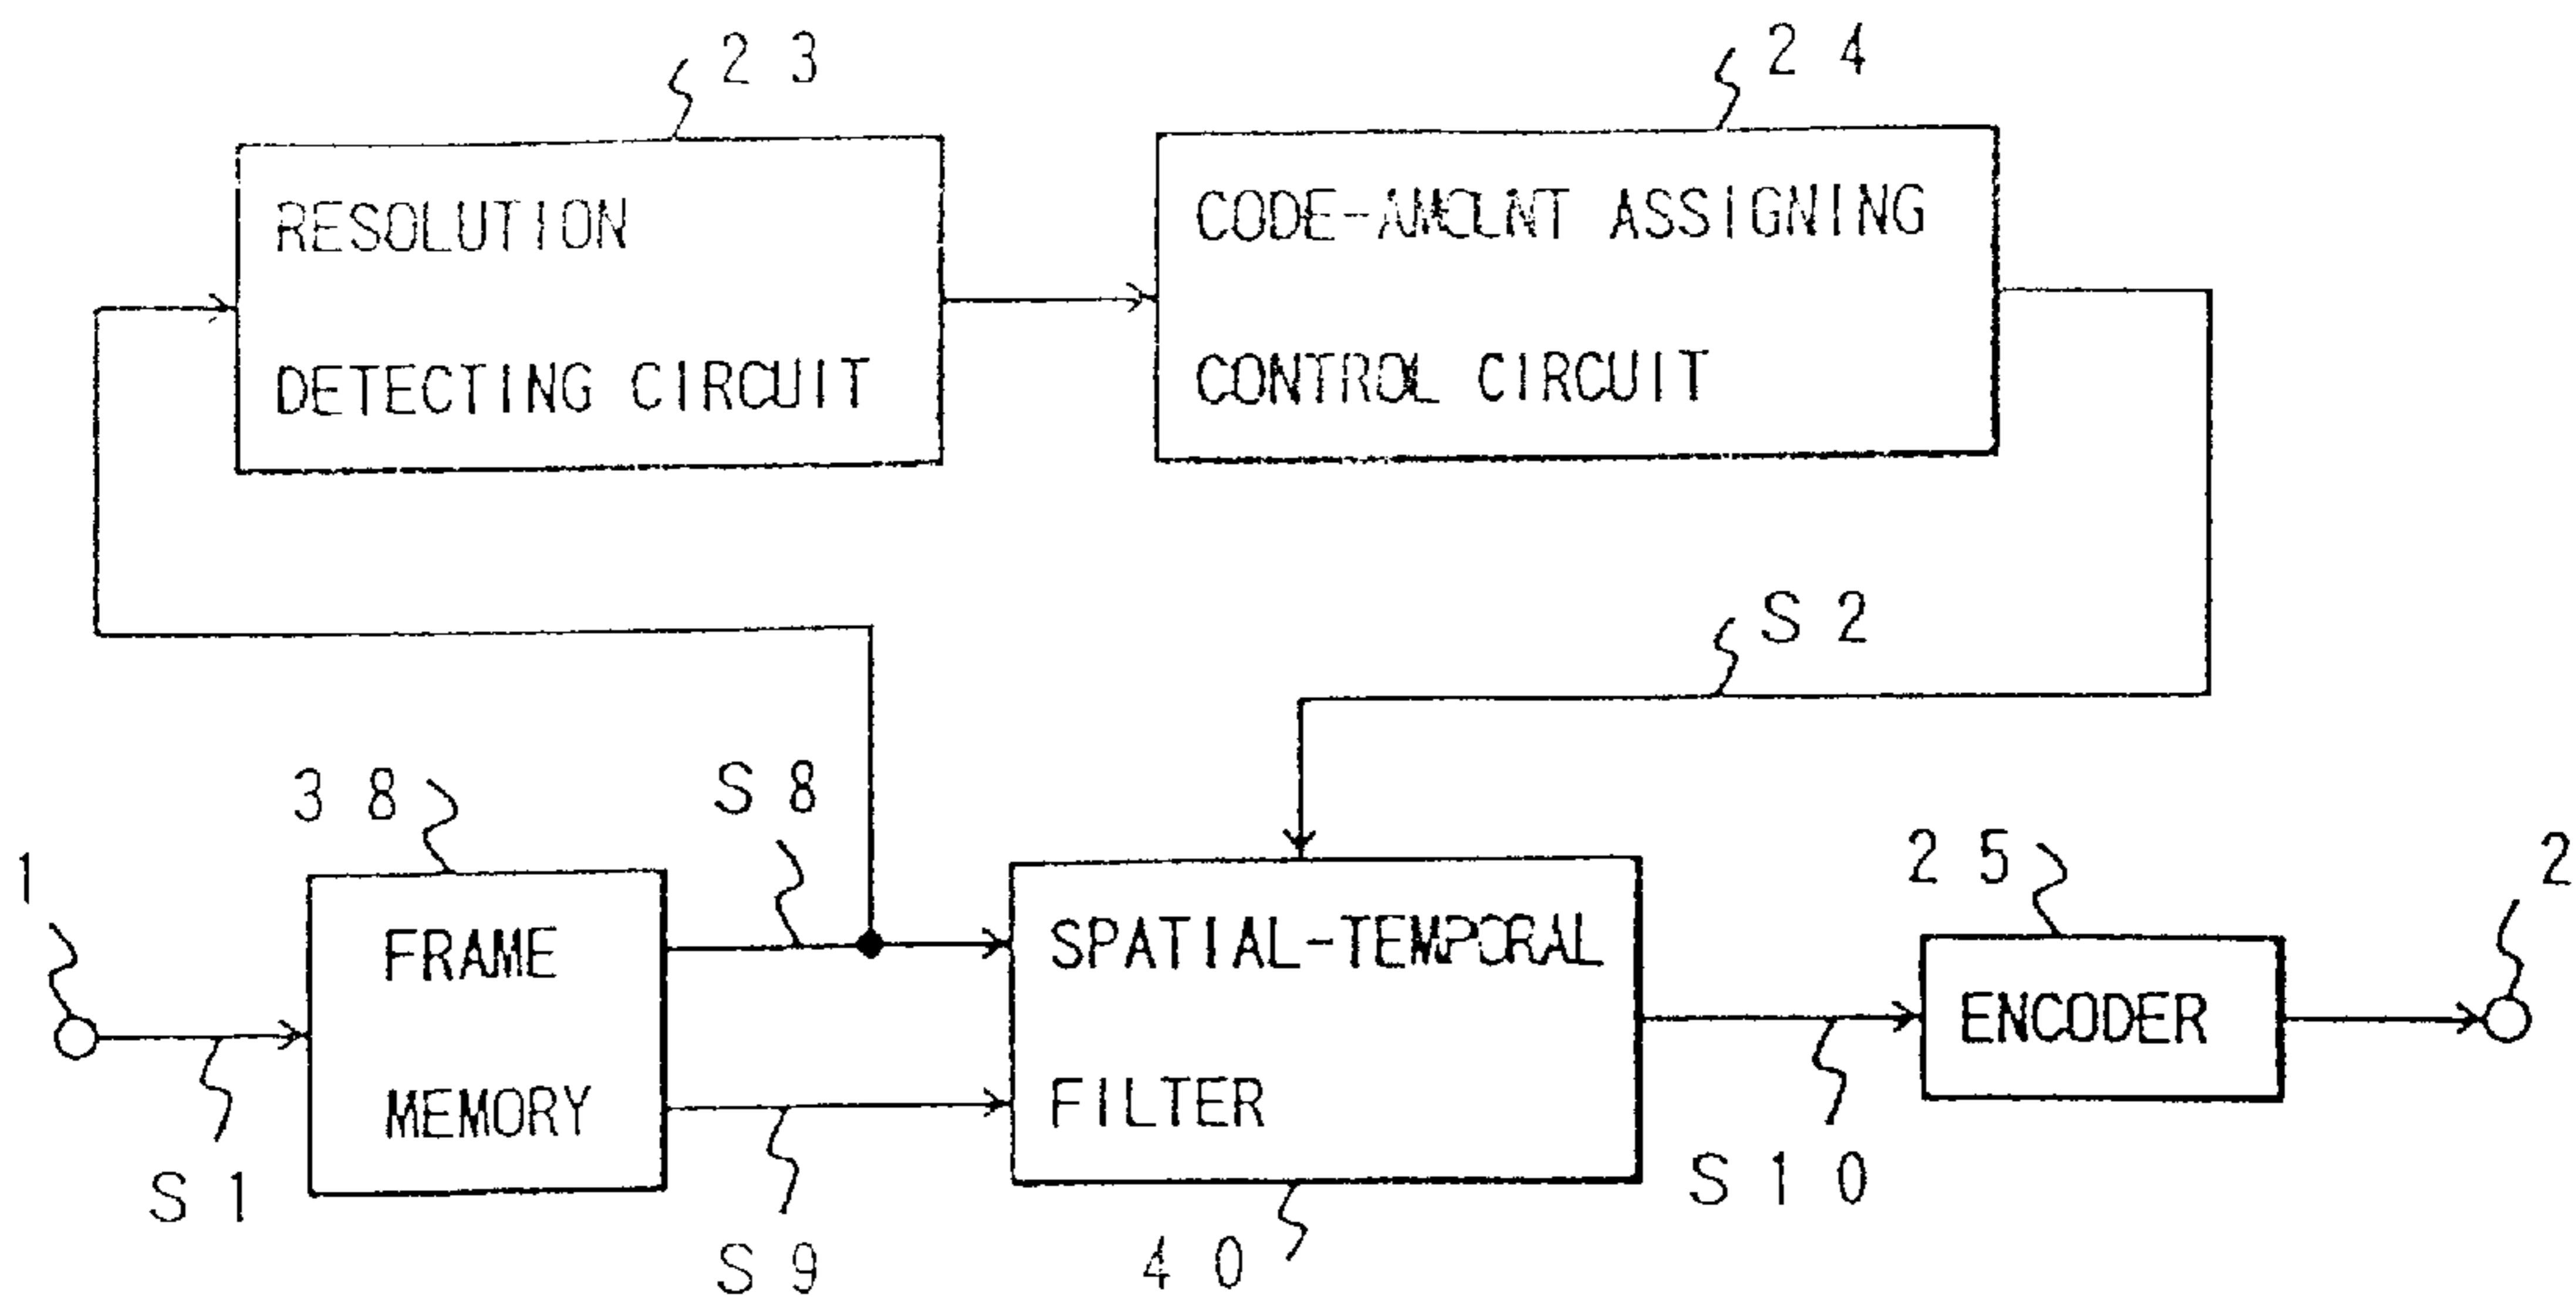 2 3
2 4
RESOLUTION
DETECTING CIRCUIT
CODE-AMOUNT ASSIGNING
CONTROL CIRCUIT
S 2
3 8
S 8
2 5
1
2
FRAME
MEMORY
SPATIAL-TEMPORAL
FILTER
ENCODER
S 1
S 9
4 0
S 1 0